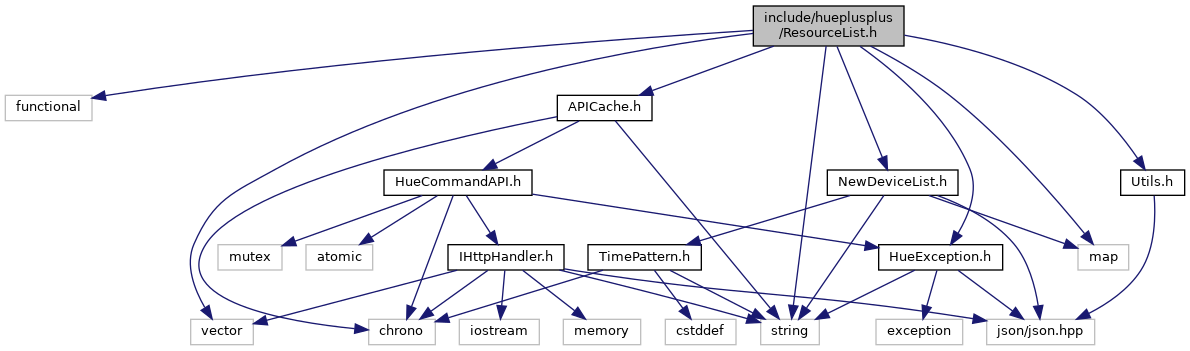 include/hueplusplus
/ResourceList.h
functional
APICache.h
HueCommandAPI.h
NewDeviceList.h
Utils.h
mutex
atomic
IHttpHandler.h
TimePattern.h
HueException.h
map
vector
chrono
iostream
memory
cstddef
string
exception
json/json.hpp